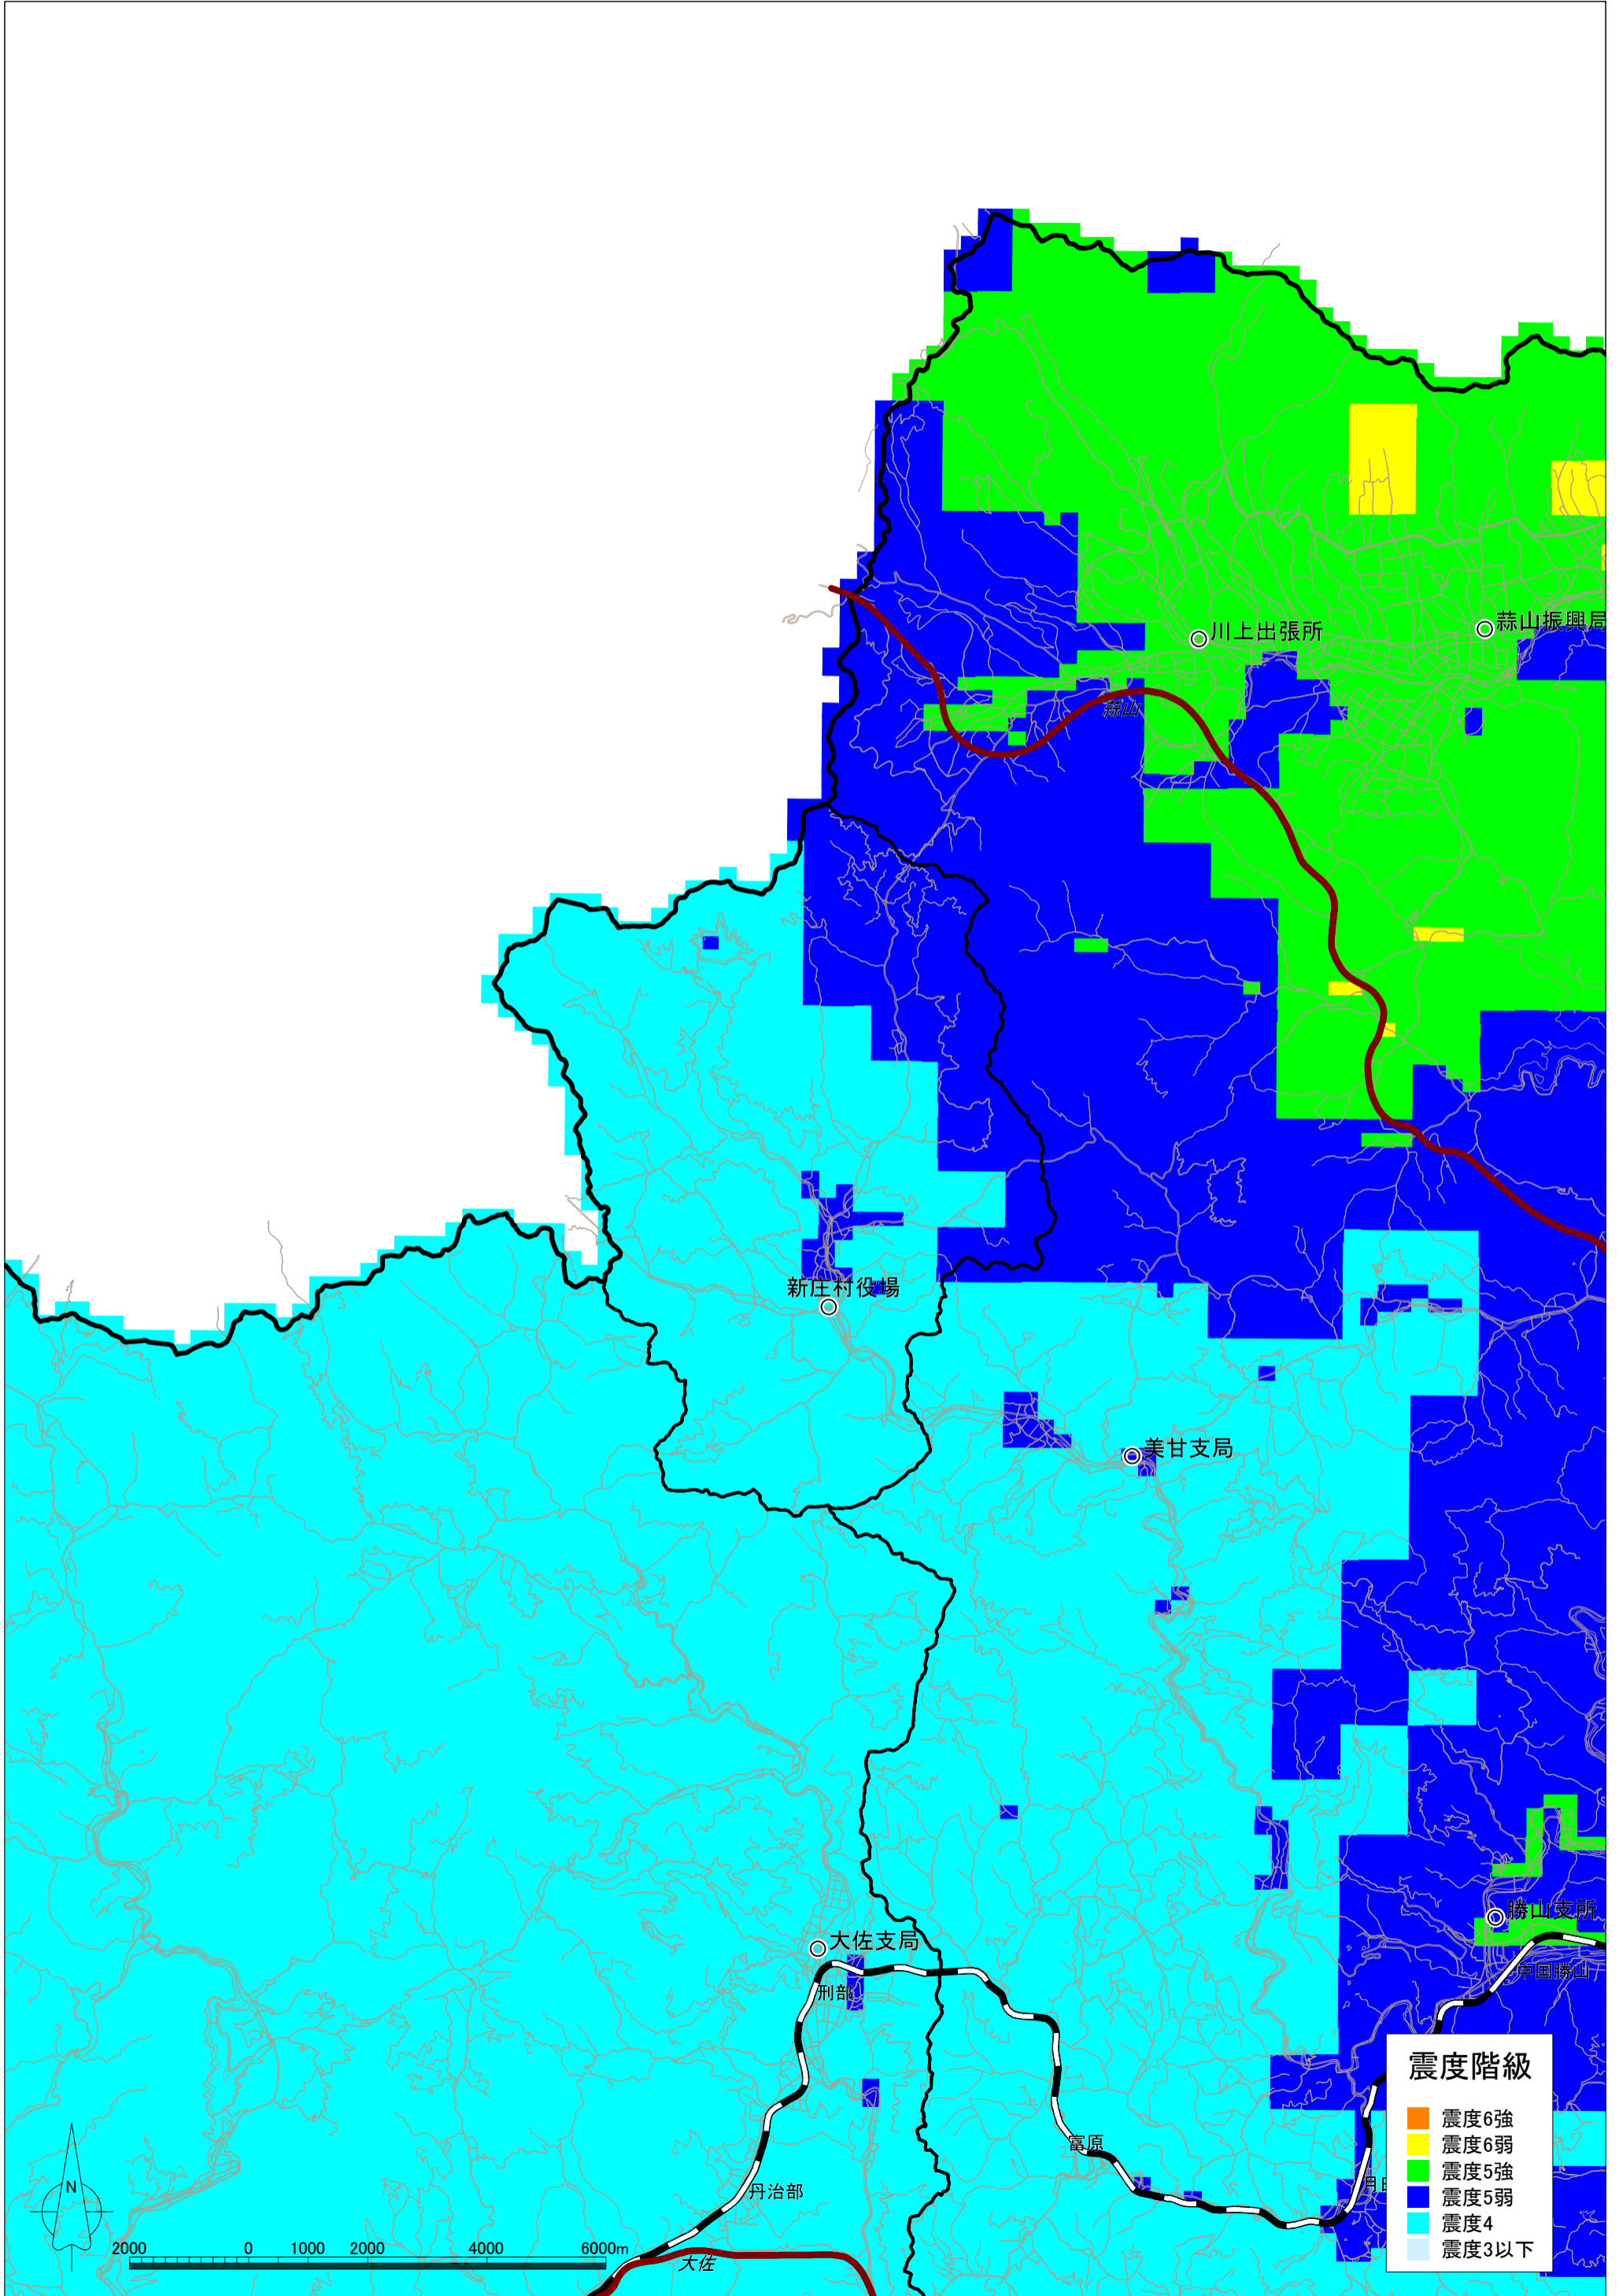 川上出張所
蒜山振興局
蒜山
新庄村役場
美甘支局
勝山支所
中国勝山
大佐支局
刑部
富原
丹治部
大佐
震度階級
震度6強
震度6弱
震度5強
震度5弱
震度4
震度3以下
N
2000 0 1000 2000 4000 6000m